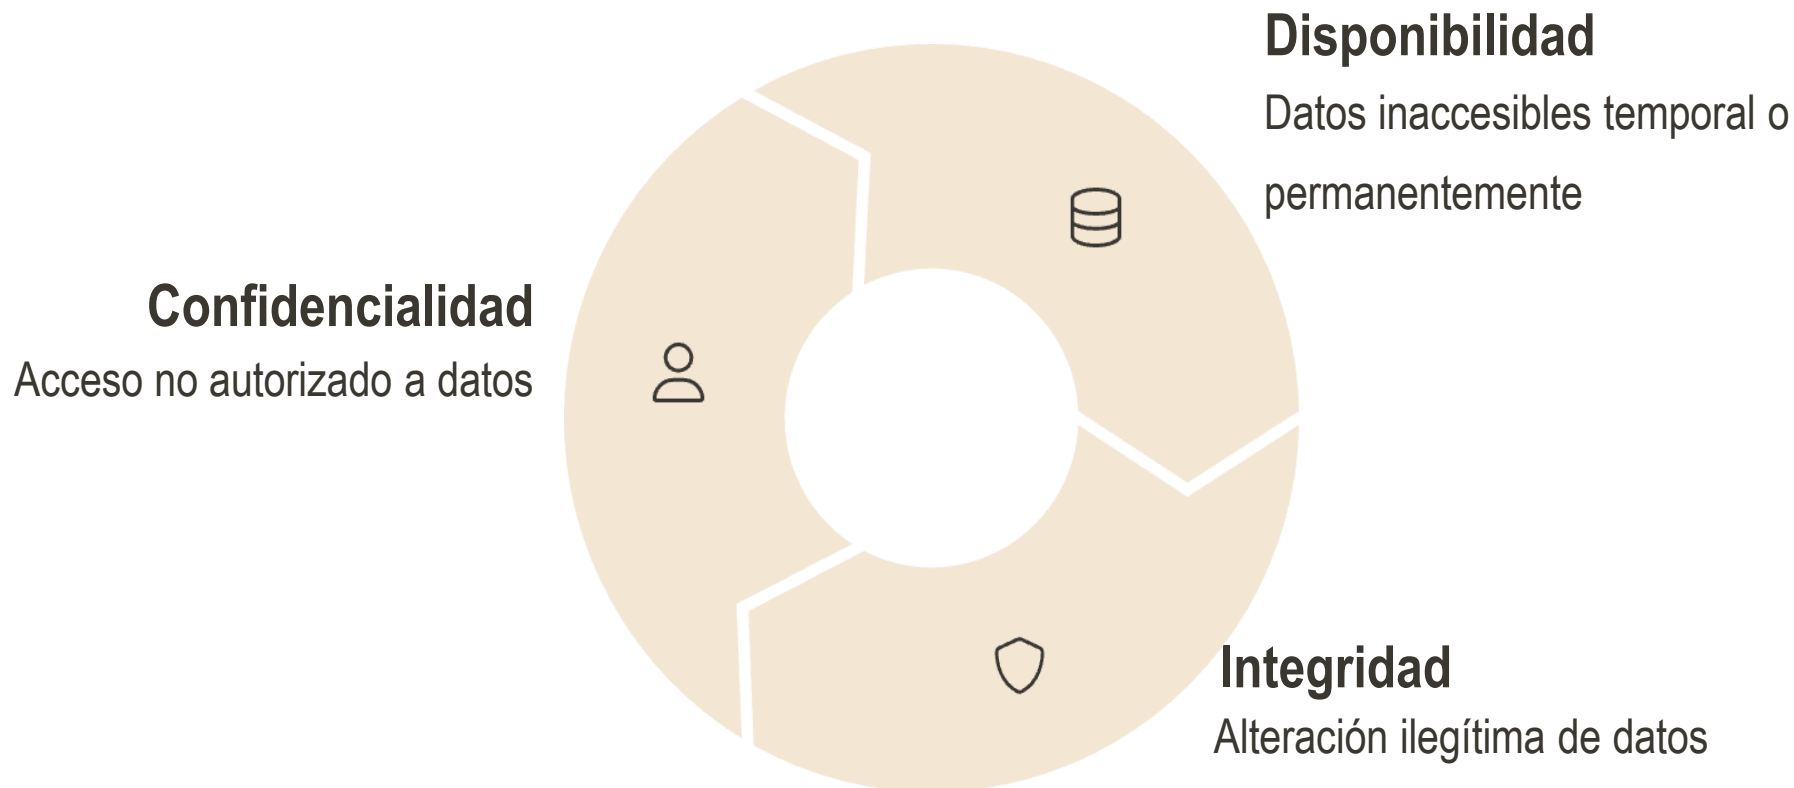 Disponibilidad
Datos inaccesibles temporal o
permanentemente
Confidencialidad
Acceso no autorizado a datos
Integridad
Alteración ilegítima de datos